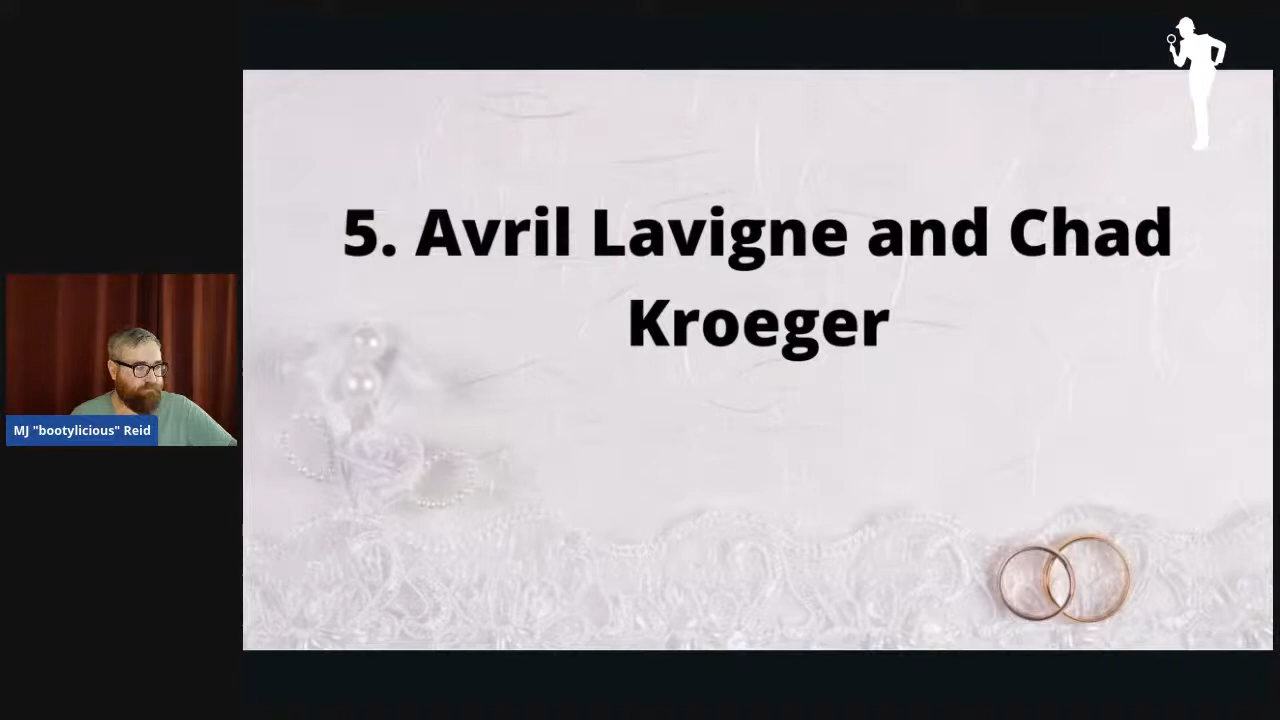 5. Avril Lavigne and Chad
Kroeger
MJ "bootylicious" Reid